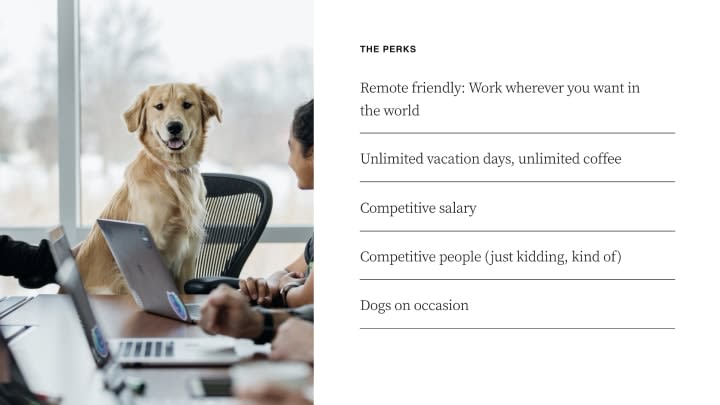 THE PERKS
Remote friendly: Work wherever you want in
the world
Unlimited vacation days, unlimited coffee
Competitive salary
Competitive people (just kidding, kind of)
Dogs on occasion